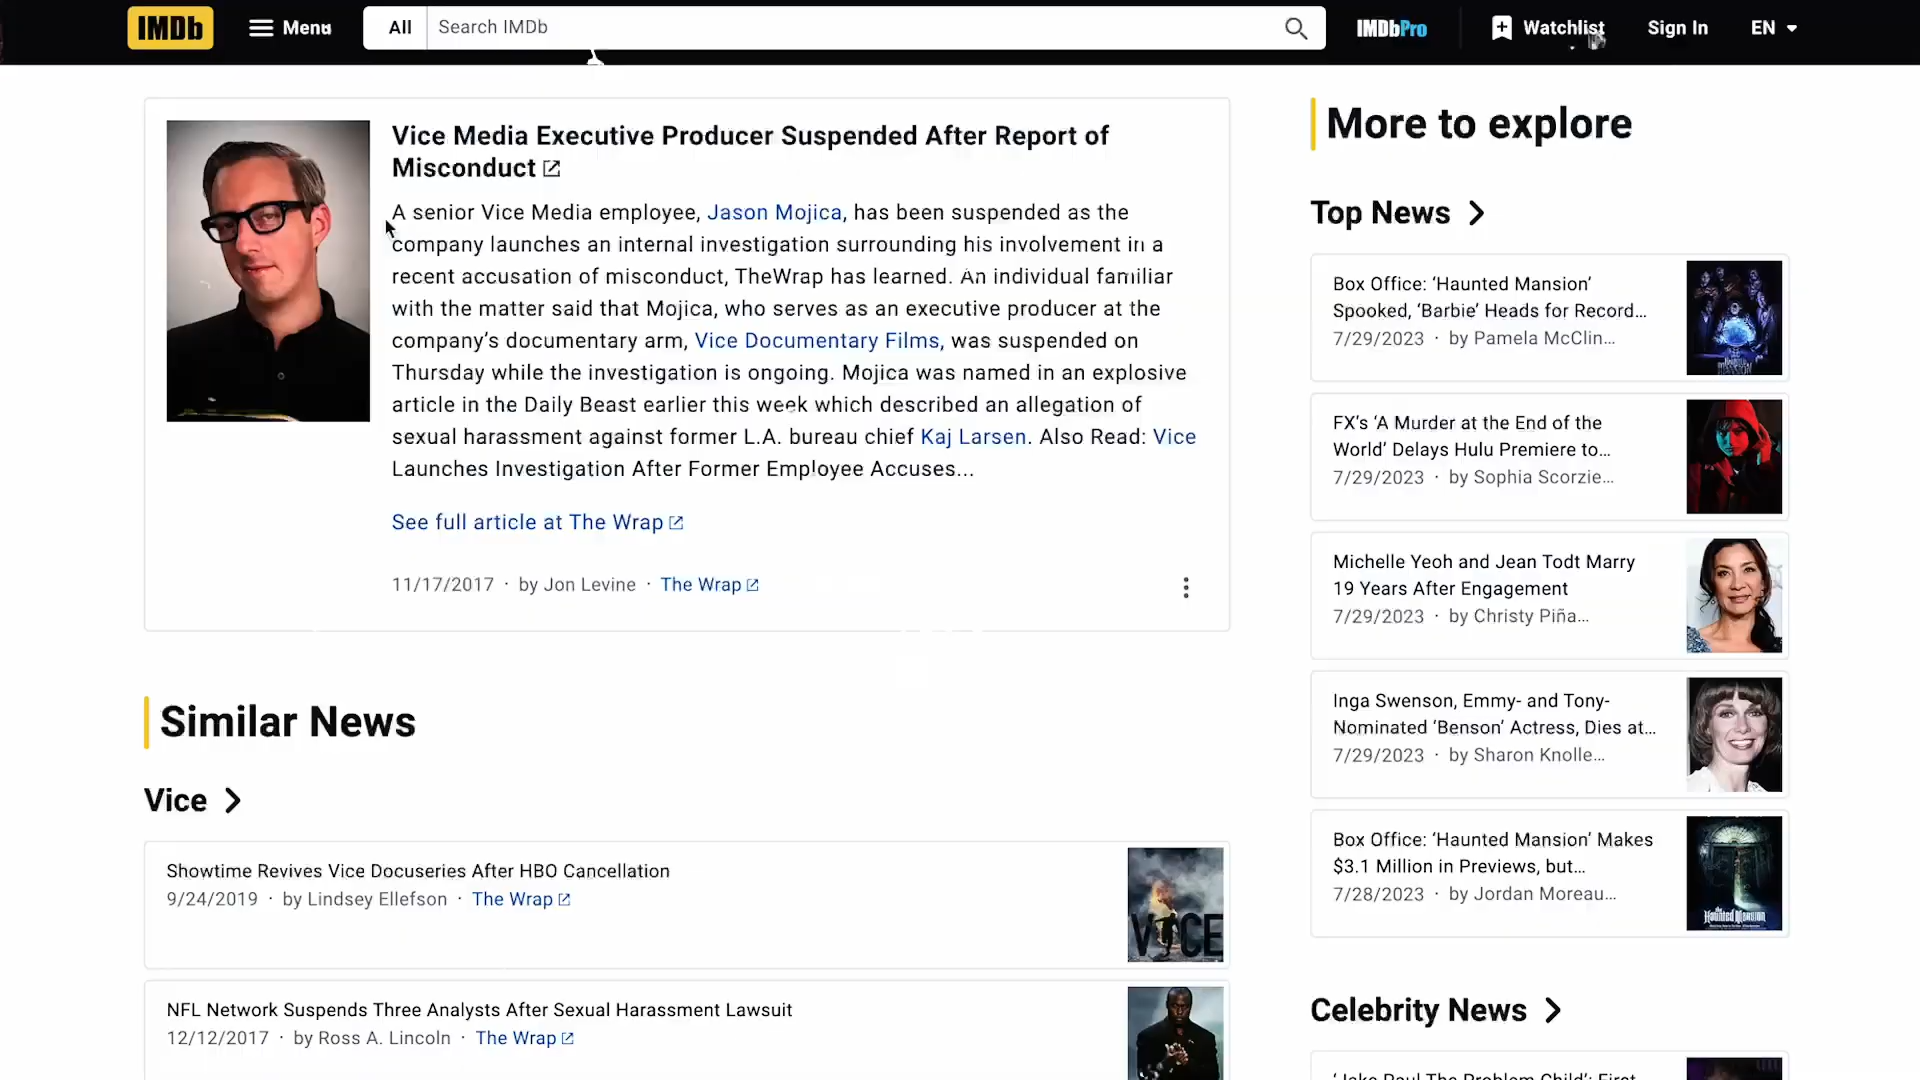 IMDb
Menu
All
Search IMDb
IMDbPro
Watchlist
Sign In
EN
Vice Media Executive Producer Suspended After Report of
Misconduct
A senior Vice Media employee, Jason Mojica, has been suspended as the
company launches an internal investigation surrounding his involvement in a
recent accusation of misconduct, TheWrap has learned. An individual familiar
with the matter said that Mojica, who serves as an executive producer at the
company’s documentary arm, Vice Documentary Films, was suspended on
Thursday while the investigation is ongoing. Mojica was named in an explosive
article in the Daily Beast earlier this week which described an allegation of
sexual harassment against former L.A. bureau chief Kaj Larsen. Also Read: Vice
Launches Investigation After Former Employee Accuses...
See full article at The Wrap
11/17/2017 · by Jon Levine · The Wrap
Similar News
Vice
Showtime Revives Vice Docuseries After HBO Cancellation
9/24/2019 · by Lindsey Ellefson · The Wrap
VICE
NFL Network Suspends Three Analysts After Sexual Harassment Lawsuit
12/12/2017 · by Ross A. Lincoln · The Wrap
More to explore
Top News
Box Office: ‘Haunted Mansion’
Spooked, ‘Barbie’ Heads for Record...
7/29/2023 · by Pamela McClin...
FX’s ‘A Murder at the End of the
World’ Delays Hulu Premiere to...
7/29/2023 · by Sophia Scorzie...
Michelle Yeoh and Jean Todt Marry
19 Years After Engagement
7/29/2023 · by Christy Piña...
Inga Swenson, Emmy- and Tony-
Nominated ‘Benson’ Actress, Dies at...
7/29/2023 · by Sharon Knolle...
Box Office: ‘Haunted Mansion’ Makes
$3.1 Million in Previews, but...
7/28/2023 · by Jordan Moreau...
Haunted Mansion
Celebrity News
‘Jake Paul The Problem Child’: First